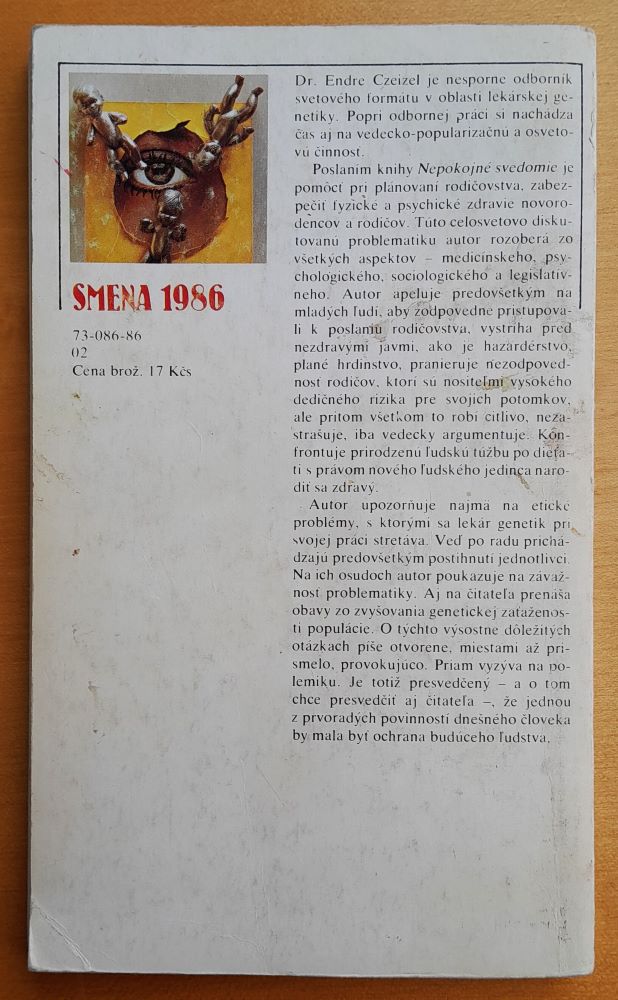 Dr. Endre Czeizel je nesporne odborník
svetového formátu v oblasti lekárskej ge-
netiky. Popri odbornej práci si nachádza
čas aj na vedecko-popularizačnú a osveto-
vú činnosť.
Poslaním knihy Nepokojné svedomie je
pomôcť pri plánovaní rodičovstva, zabez-
pečiť fyzické a psychické zdravie novoro-
dencov a rodičov. Túto celosvetovo disku-
tovanú problematiku autor rozoberá zo
všetkých aspektov – medicínskeho, psy-
chologického, sociologického a legislatív-
neho. Autor apeluje predovšetkým na
mladých ľudí, aby zodpovedne pristupova-
li k poslaniu rodičovstva, vystríha pred
nezdravými javmi, ako je hazardérstvo,
plané hrdinstvo, pranieruje nezodpoved-
nosť rodičov, ktorí sú nositeľmi vysokého
dedičného rizika pre svojich potomkov,
ale pritom všetkom to robí citlivo, neza-
strašuje, iba vedecky argumentuje. Kon-
frontuje prirodzenú ľudskú túžbu po dieťa-
ti s právom nového ľudského jedinca naro-
diť sa zdravý.
Autor upozorňuje najmä na etické
problémy, s ktorými sa lekár genetik pri
svojej práci stretáva. Veď po radu prichá-
dzajú predovšetkým postihnutí jednotlivci.
Na ich osudoch autor poukazuje na závaž-
nosť problematiky. Aj na čitateľa prenáša
obavy zo zvyšovania genetickej zaťaženos-
ti populácie. O týchto výsostne dôležitých
otázkach píše otvorene, miestami až pri-
smelo, provokujúco. Priam vyzýva na po-
lemiku. Je totiž presvedčený – a o tom
chce presvedčiť aj čitateľa –, že jednou
z prvoradých povinností dnešného človeka
by mala byť ochrana budúceho ľudstva.
SMENA 1986
73-086-86
02
Cena brož. 17 Kčs